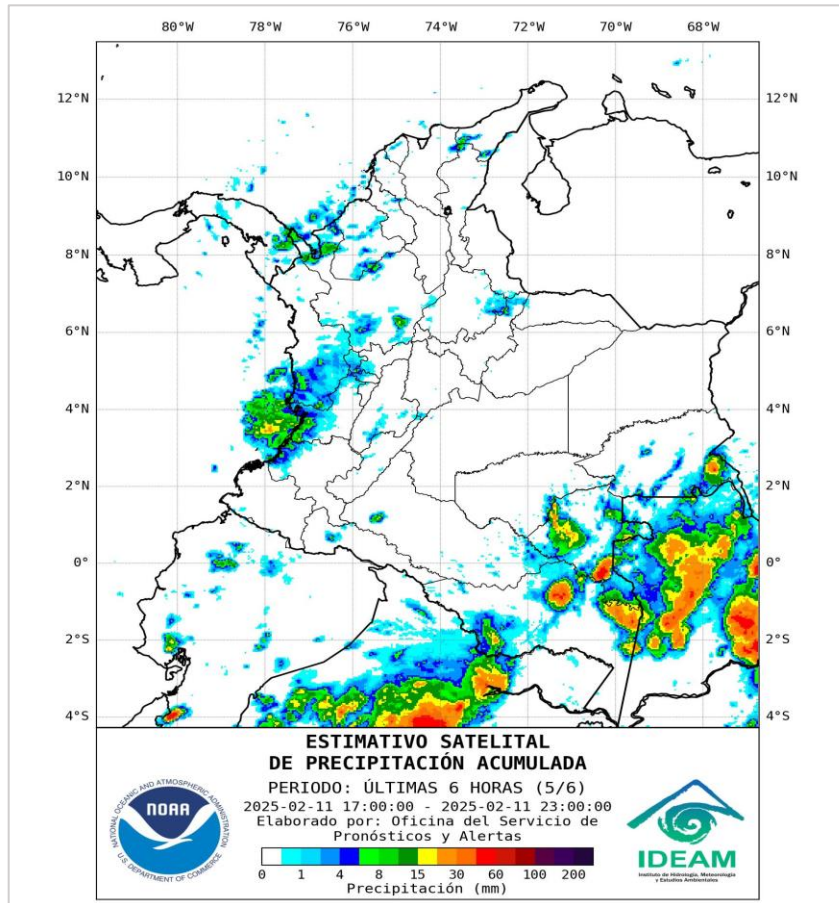 80°W 78°W 76°W 74°W 72°W 70°W 68°W
12°N 12°N
10°N 10°N
8°N 8°N
6°N 6°N
4°N 4°N
2°N 2°N
0° 0°
2°S 2°S
4°S 4°S
ESTIMATIVO SATELITAL
DE PRECIPITACIÓN ACUMULADA
PERIODO: ÚLTIMAS 6 HORAS (5/6)
2025-02-11 17:00:00 - 2025-02-11 23:00:00
Elaborado por: Oficina del Servicio de
Pronósticos y Alertas
0 1 4 8 15 30 60 100 200
Precipitación (mm)
NATIONAL OCEANIC AND ATMOSPHERIC ADMINISTRATION
NOAA
U.S. DEPARTMENT OF COMMERCE
IDEAM
Instituto de Hidrología, Meteorología
y Estudios Ambientales